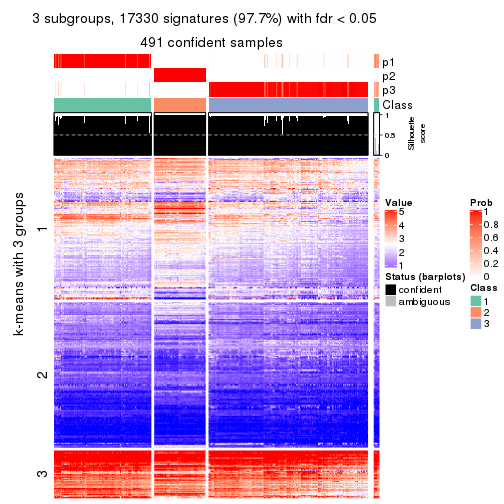 3 subgroups, 17330 signatures (97.7%) with fdr < 0.05
491 confident samples
p1
p2
p3
Class
1
0.5
0
Silhouette
score
k-means with 3 groups
1
2
3
Value
5
4
3
2
1
Status (barplots)
confident
ambiguous
Prob
1
0.8
0.6
0.4
0.2
0
Class
1
2
3